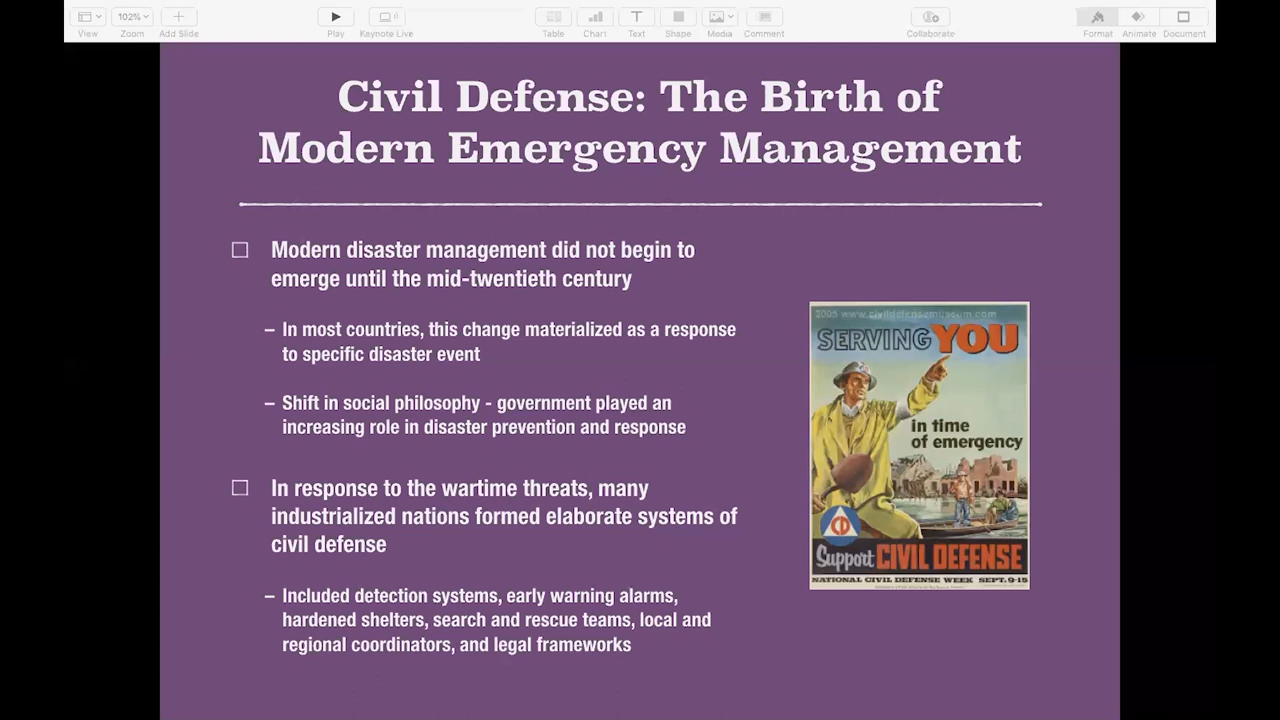 102%
View
Zoom
Add Slide
Play
Keynote Live
Table
Chart
Text
Shape
Media
Comment
Collaborate
Format
Animate
Document
Civil Defense: The Birth of
Modern Emergency Management
Modern disaster management did not begin to
emerge until the mid-twentieth century
– In most countries, this change materialized as a response
to specific disaster event
– Shift in social philosophy - government played an
increasing role in disaster prevention and response
In response to the wartime threats, many
industrialized nations formed elaborate systems of
civil defense
– Included detection systems, early warning alarms,
hardened shelters, search and rescue teams, local and
regional coordinators, and legal frameworks
2005 www.civildefensemuseum.com
SERVING YOU
in time
of emergency
CD
Support CIVIL DEFENSE
NATIONAL CIVIL DEFENSE WEEK SEPT. 9-15